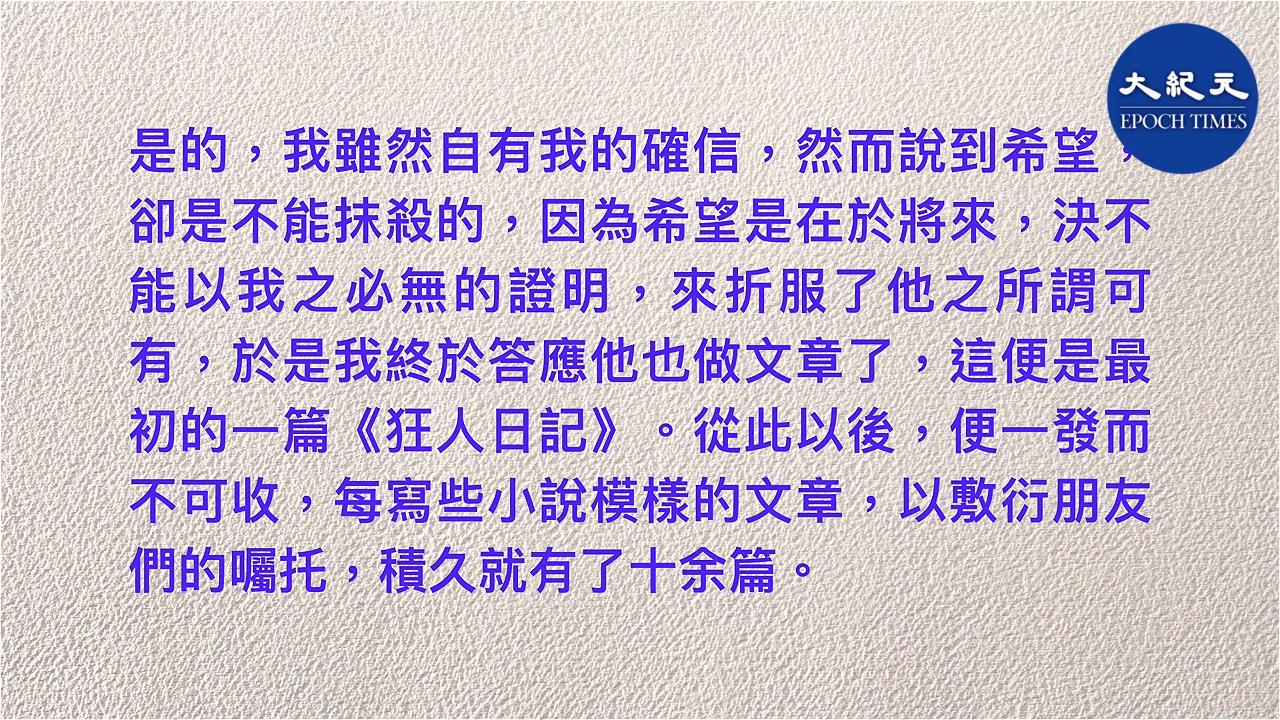 大紀元
EPOCH TIMES
是的，我雖然自有我的確信，然而說到希望，
卻是不能抹殺的，因為希望是在於將來，決不
能以我之必無的證明，來折服了他之所謂可
有，於是我終於答應他也做文章了，這便是最
初的一篇《狂人日記》。從此以後，便一發而
不可收，每寫些小說模樣的文章，以敷衍朋友
們的囑托，積久就有了十余篇。